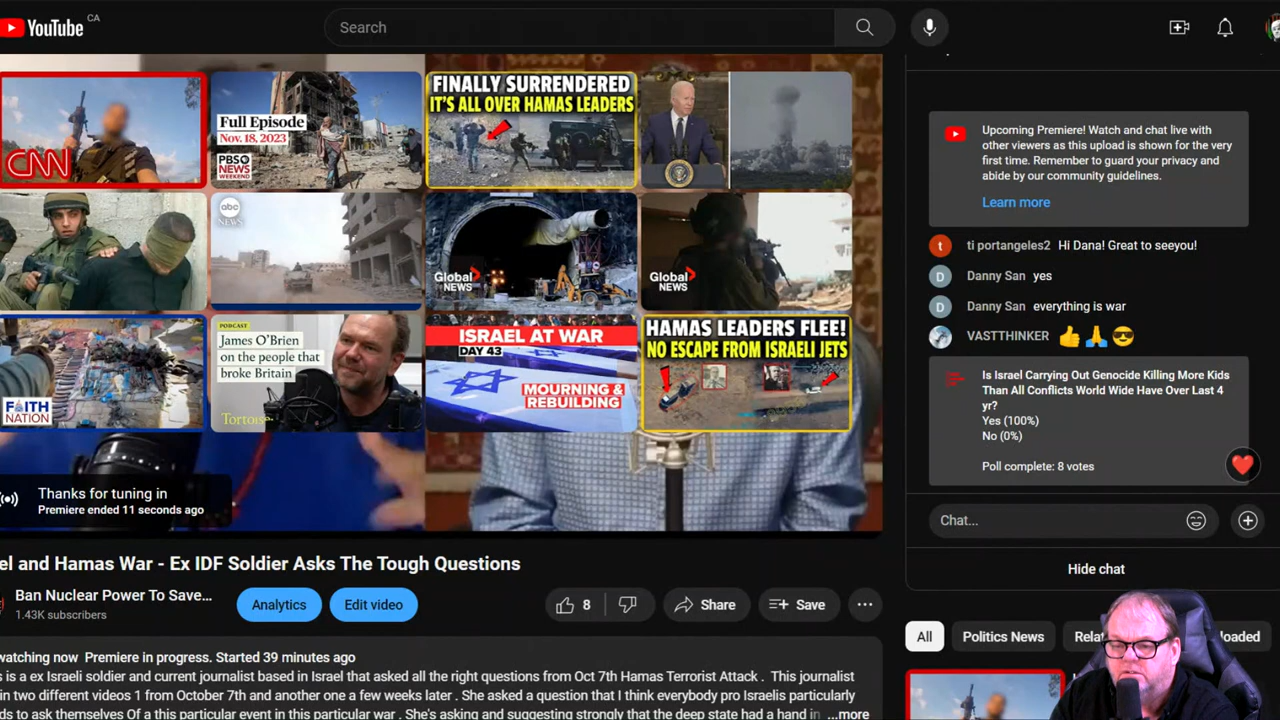 YouTube
CA
Search
CNN
Full Episode
Nov. 18, 2023
PBS
NEWS
WEEKEND
FINALLY SURRENDERED
IT'S ALL OVER HAMAS LEADERS
abc
NEWS
Global
NEWS
Global
NEWS
FAITH
NATION
PODCAST
James O'Brien
on the people that
broke Britain
Tortoise
ISRAEL AT WAR
DAY 43
MOURNING &
REBUILDING
HAMAS LEADERS FLEE!
NO ESCAPE FROM ISRAELI JETS
Thanks for tuning in
Premiere ended 11 seconds ago
el and Hamas War - Ex IDF Soldier Asks The Tough Questions
Ban Nuclear Power To Save...
1.43K subscribers
Analytics
Edit video
8
Share
Save
watching now Premiere in progress. Started 39 minutes ago
s is a ex Israeli soldier and current journalist based in Israel that asked all the right questions from Oct 7th Hamas Terrorist Attack . This journalist
in two different videos 1 from October 7th and another one a few weeks later . She asked a question that I think everybody pro Israelis particularly
ds to ask themselves Of a this particular event in this particular war . She's asking and suggesting strongly that the deep state had a hand in ...more
Upcoming Premiere! Watch and chat live with
other viewers as this upload is shown for the very
first time. Remember to guard your privacy and
abide by our community guidelines.
Learn more
t
ti portangeles2 Hi Dana! Great to seeyou!
D
Danny San yes
D
Danny San everything is war
VASTTHINKER 👍🙏😎
Is Israel Carrying Out Genocide Killing More Kids
Than All Conflicts World Wide Have Over Last 4
yr?
Yes (100%)
No (0%)
Poll complete: 8 votes
Chat...
Hide chat
All
Politics News
Rela
loaded